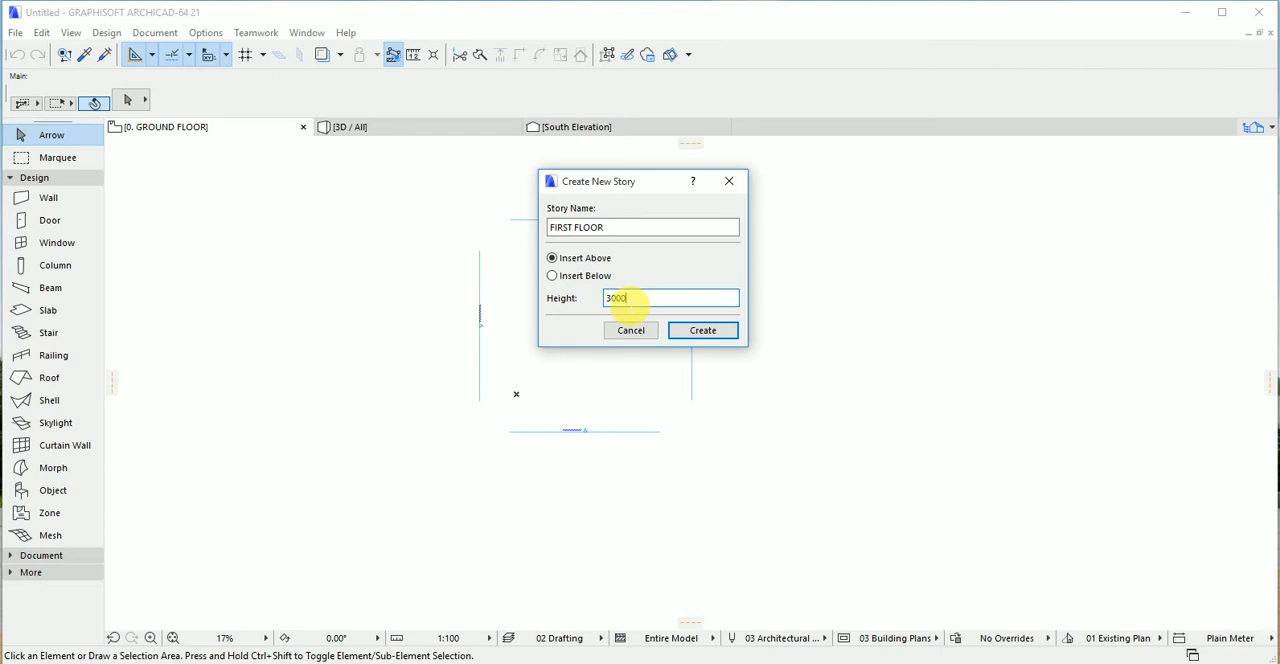 Untitled - GRAPHISOFT ARCHICAD-64 21
File Edit View Design Document Options Teamwork Window Help
Main:
[0. GROUND FLOOR]
[3D / All]
[South Elevation]
Arrow
Marquee
Design
Wall
Door
Window
Column
Beam
Slab
Stair
Railing
Roof
Shell
Skylight
Curtain Wall
Morph
Object
Zone
Mesh
Document
More
Create New Story ?
Story Name:
FIRST FLOOR
Insert Above
Insert Below
Height: 3000
Cancel Create
17% 0.00° 1:100 02 Drafting Entire Model 03 Architectural ... 03 Building Plans No Overrides 01 Existing Plan Plain Meter
Click an Element or Draw a Selection Area. Press and Hold Ctrl+Shift to Toggle Element/Sub-Element Selection.